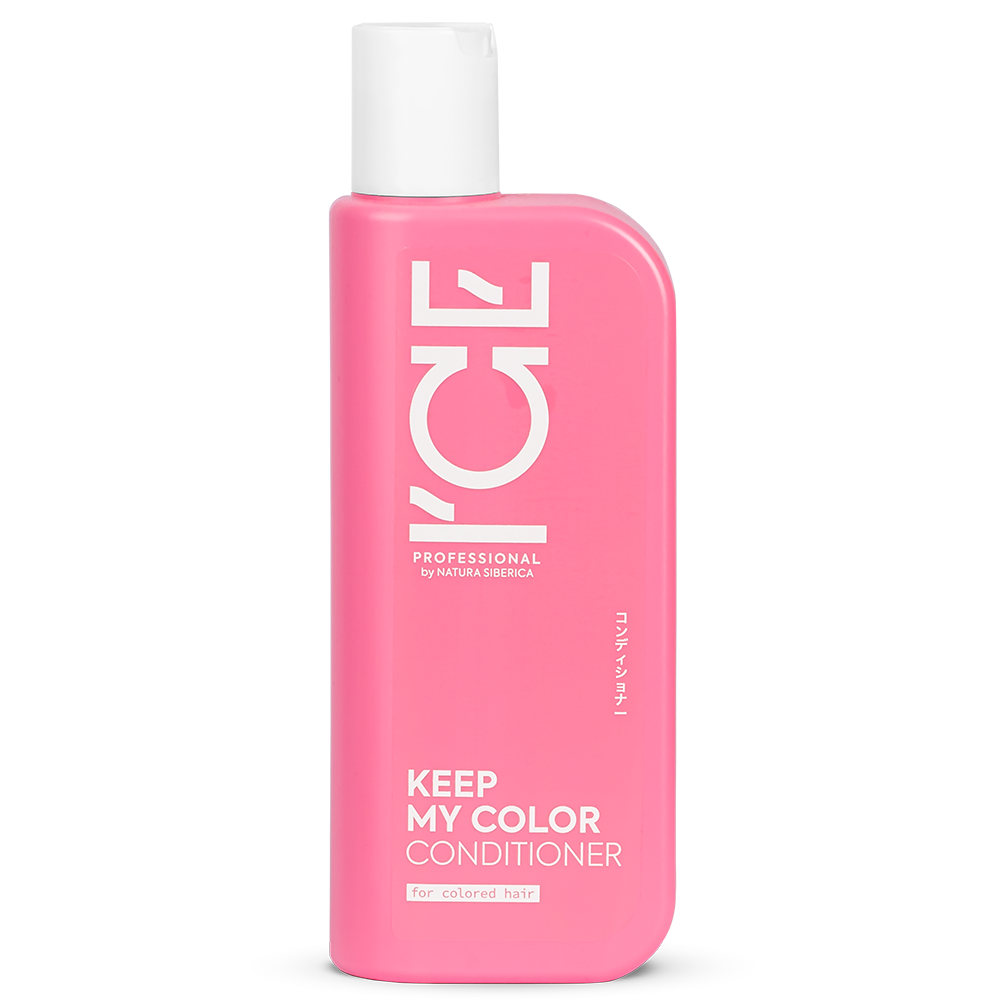 I'CÉ
PROFESSIONAL
by NATURA SIBERICA
コンディショナー
KEEP
MY COLOR
CONDITIONER
for colored hair